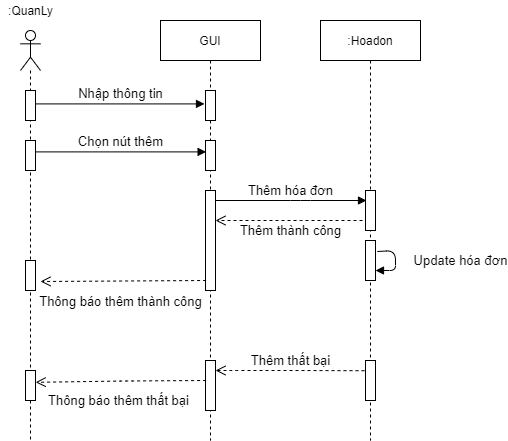 :QuanLy
GUI
:Hoadon
Nhập thông tin
Chọn nút thêm
Thêm hóa đơn
Thêm thành công
Update hóa đơn
Thông báo thêm thành công
Thêm thất bại
Thông báo thêm thất bại